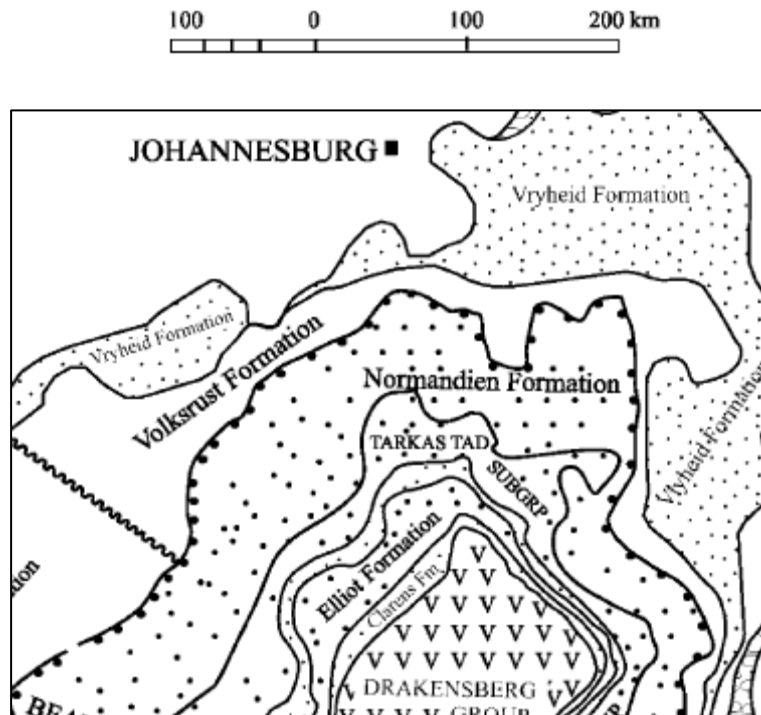 100 0 100 200 km
JOHANNESBURG
Vryheid Formation
Vryheid Formation
Volksrust Formation
Normandien Formation
TARKAS TAD
SUBGRP
Vryheid Formation
Elliot Formation
Clarens Fm
DRAKENSBERG
GROUP